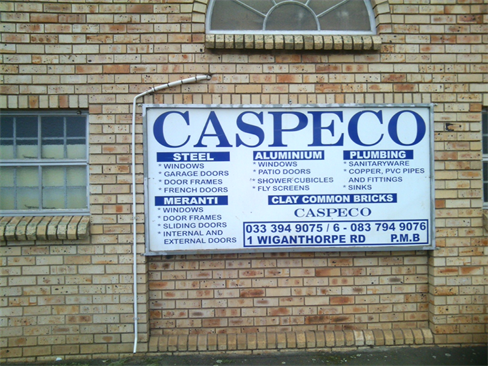 CASPECO
STEEL
* WINDOWS
* GARAGE DOORS
* DOOR FRAMES
* FRENCH DOORS
MERANTI
* WINDOWS
* DOOR FRAMES
* SLIDING DOORS
* INTERNAL AND
EXTERNAL DOORS
ALUMINIUM
* WINDOWS
* PATIO DOORS
* SHOWER CUBICLES
* FLY SCREENS
PLUMBING
* SANITARYWARE
* COPPER, PVC PIPES
AND FITTINGS
* SINKS
CLAY COMMON BRICKS
CASPECO
033 394 9075 / 6 - 083 794 9076
1 WIGANTHORPE RD P.M.B